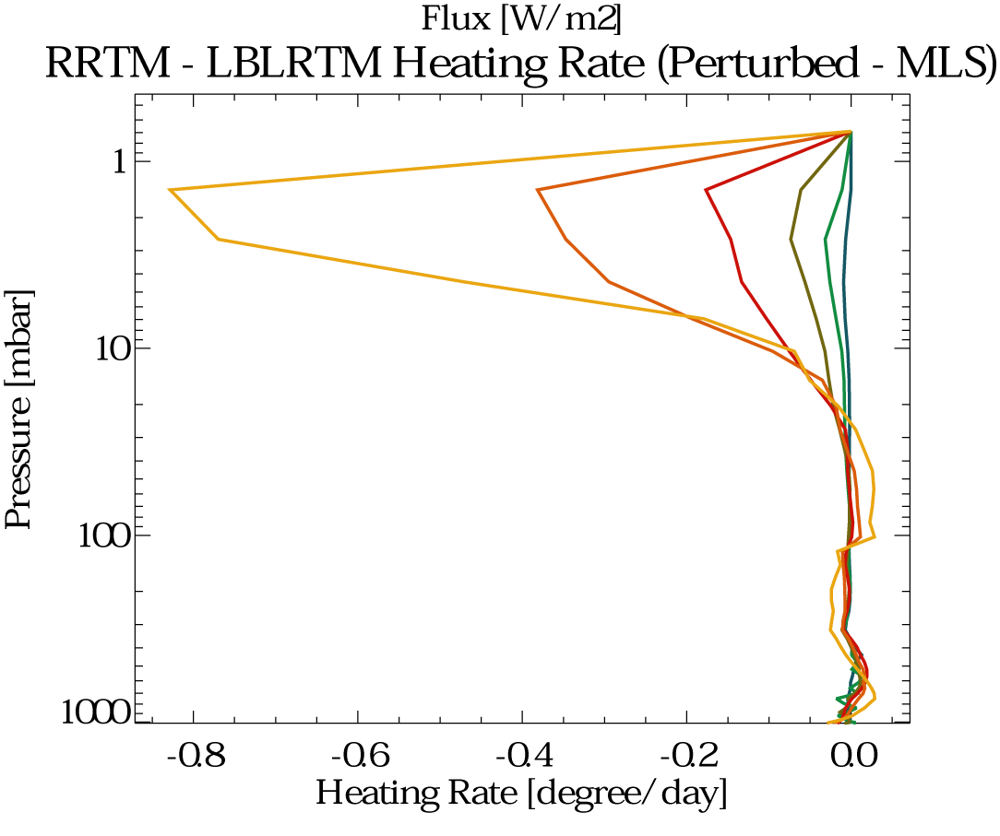 Flux [W/m2]
RRTM - LBLRTM Heating Rate (Perturbed - MLS)
1
10
100
1000
Pressure [mbar]
-0.8 -0.6 -0.4 -0.2 0.0
Heating Rate [degree/day]